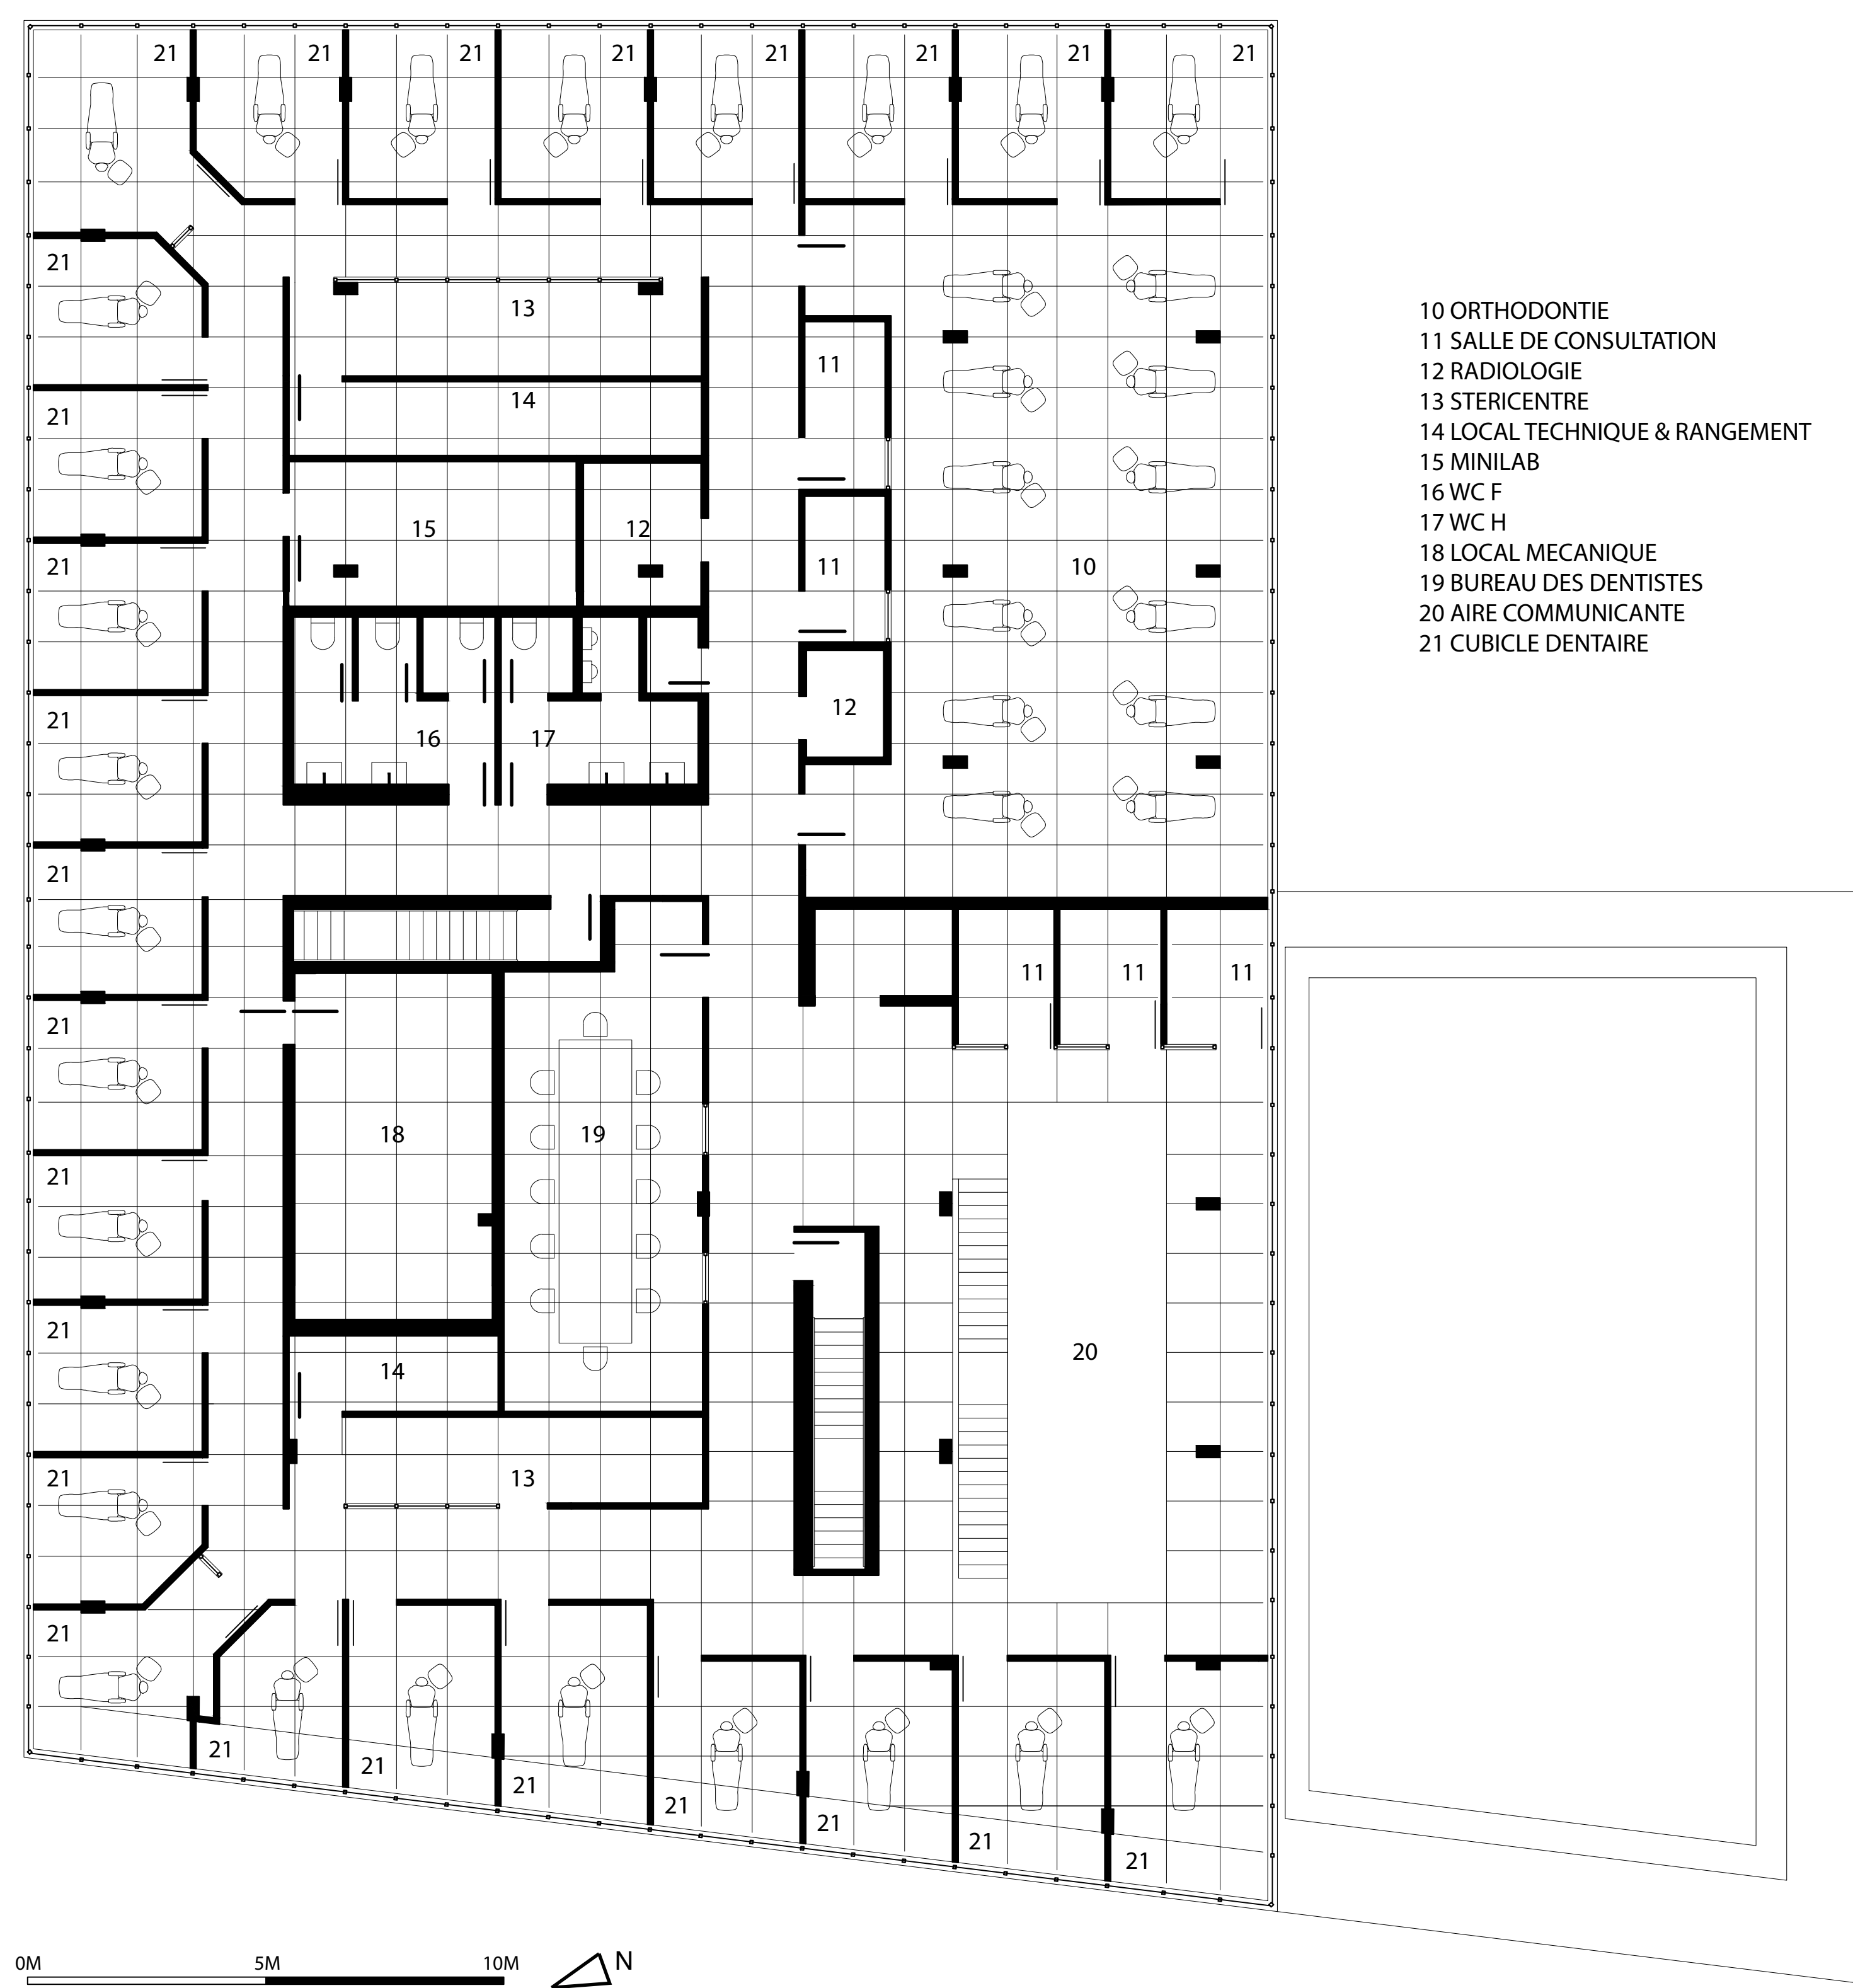 21 21 21 21 21 21 21 21
21
13
10 ORTHODONTIE
11 SALLE DE CONSULTATION
11
12 RADIOLOGIE
13 STERICENTRE
21 14
14 LOCAL TECHNIQUE & RANGEMENT
15 MINILAB
16 WC F
17 WC H
15 12
18 LOCAL MECANIQUE
21 11 10
19 BUREAU DES DENTISTES
20 AIRE COMMUNICANTE
21 CUBICLE DENTAIRE
21 12
16 17
21
11 11 11
21
18 19
21
21 20
14
21 13
21
21
21
21
21
21
21
21
0M 5M 10M N